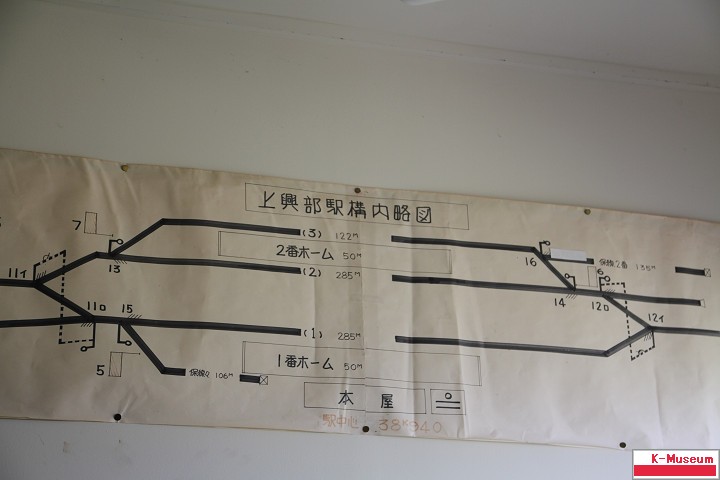 上興部駅構内略図
7
(3) 122M
2番ホーム 50M
16
保線2番 135M
11イ
13
(2) 285M
14
6
12ロ
12イ
11ロ
15
(1) 285M
5
1番ホーム 50M
106M
本屋
駅中心 38K940
K-Museum